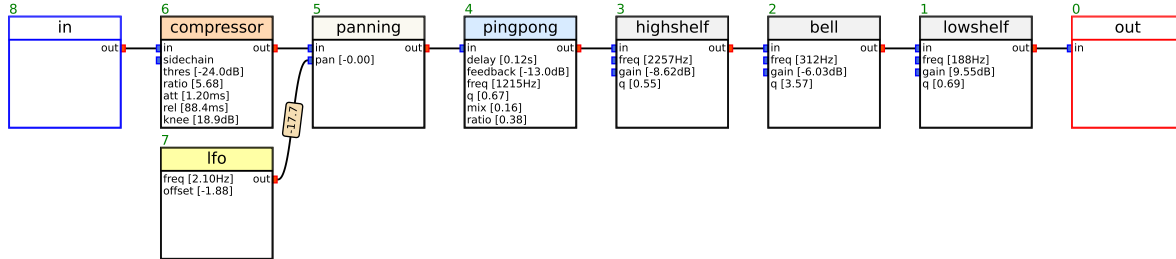 8
in
out
6
compressor
in out
sidechain
thres [-24.0dB]
ratio [5.68]
att [1.20ms]
rel [88.4ms]
knee [18.9dB]
5
panning
in out
pan [-0.00]
4
pingpong
in out
delay [0.12s]
feedback [-13.0dB]
freq [1215Hz]
q [0.67]
mix [0.16]
ratio [0.38]
3
highshelf
in out
freq [2257Hz]
gain [-8.62dB]
q [0.55]
2
bell
in out
freq [312Hz]
gain [-6.03dB]
q [3.57]
1
lowshelf
in out
freq [188Hz]
gain [9.55dB]
q [0.69]
0
out
in
-17.7
7
lfo
freq [2.10Hz] out
offset [-1.88]